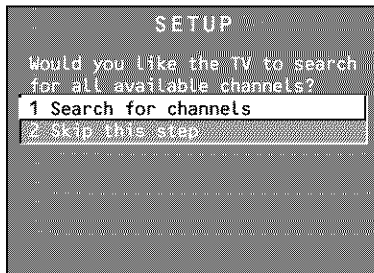 SETUP
Would you like the TV to search
for all available channels?
1 Search for channels
2 Skip this step